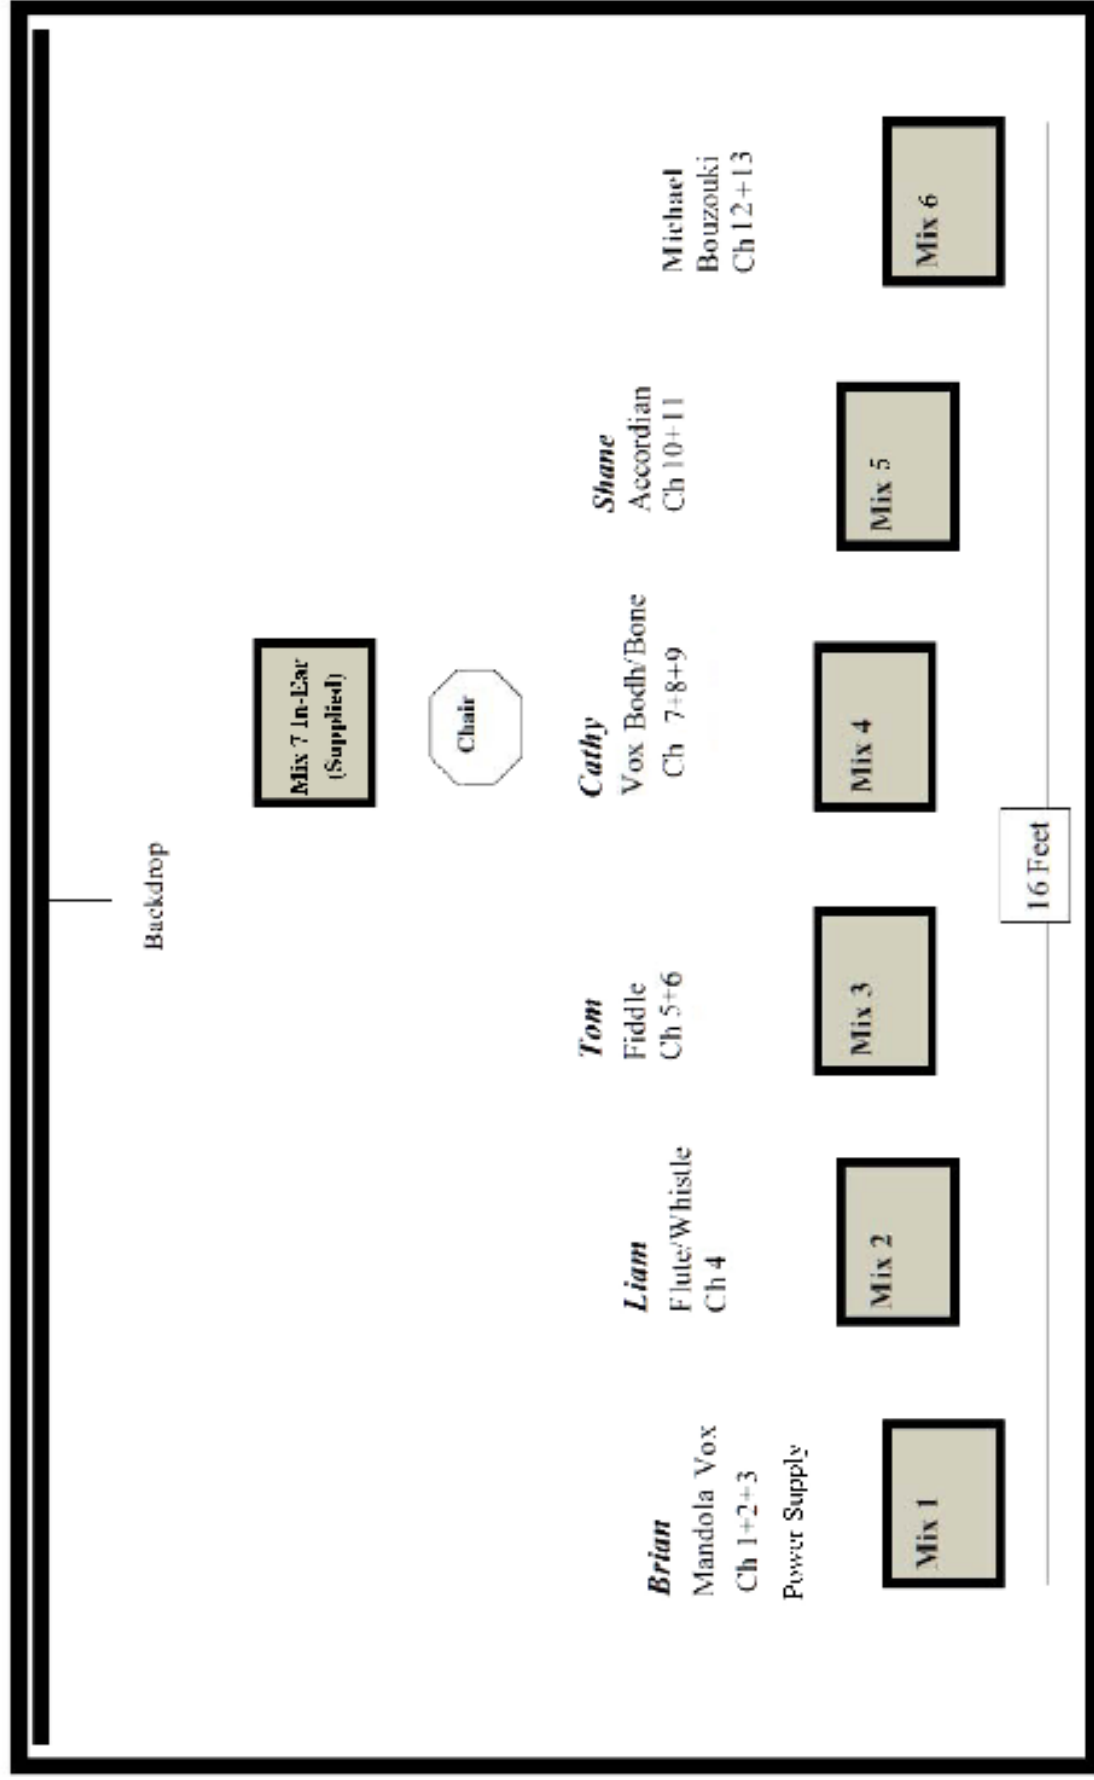 Backdrop
Mix 7 In-Ear
(Supplied)
Chair
Brian
Mandola Vox
Ch 1+2+3
Power Supply
Liam
Flute/Whistle
Ch 4
Tom
Fiddle
Ch 5+6
Cathy
Vox Bodh/Bone
Ch 7+8+9
Shane
Accordian
Ch 10+11
Michael
Bouzouki
Ch 12+13
Mix 1
Mix 2
Mix 3
Mix 4
Mix 5
Mix 6
16 Feet